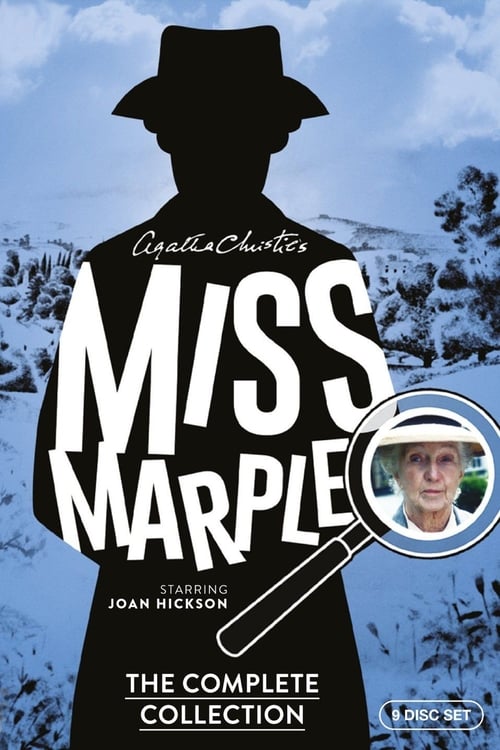 Agatha Christie's
MISS
MARPLE
STARRING
JOAN HICKSON
THE COMPLETE
COLLECTION
9 DISC SET